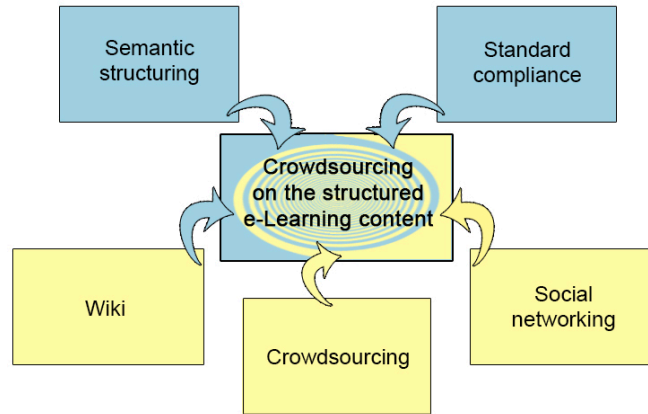 Semantic
structuring
Standard
compliance
Crowdsourcing
on the structured
e-Learning content
Wiki
Crowdsourcing
Social
networking